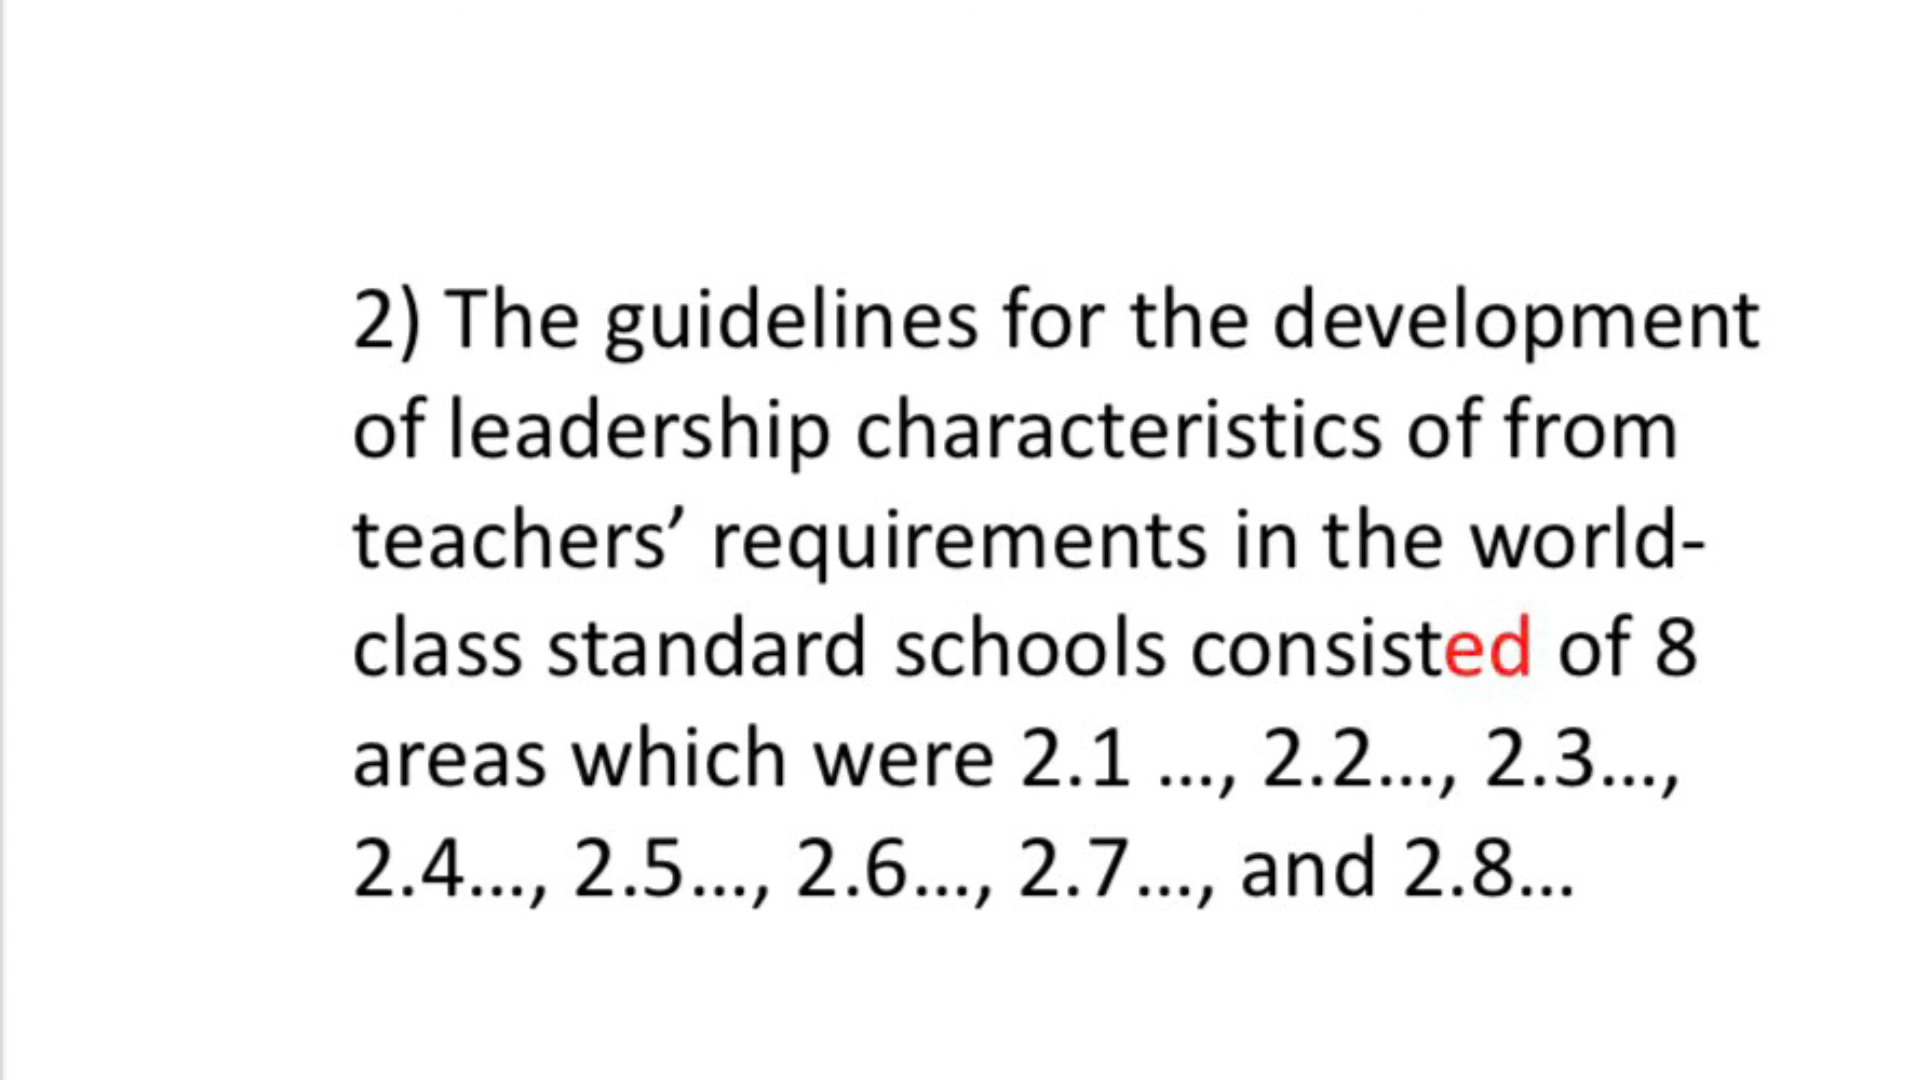 2) The guidelines for the development
of leadership characteristics of from
teachers’ requirements in the world-
class standard schools consisted of 8
areas which were 2.1 ..., 2.2..., 2.3...,
2.4..., 2.5..., 2.6..., 2.7..., and 2.8...